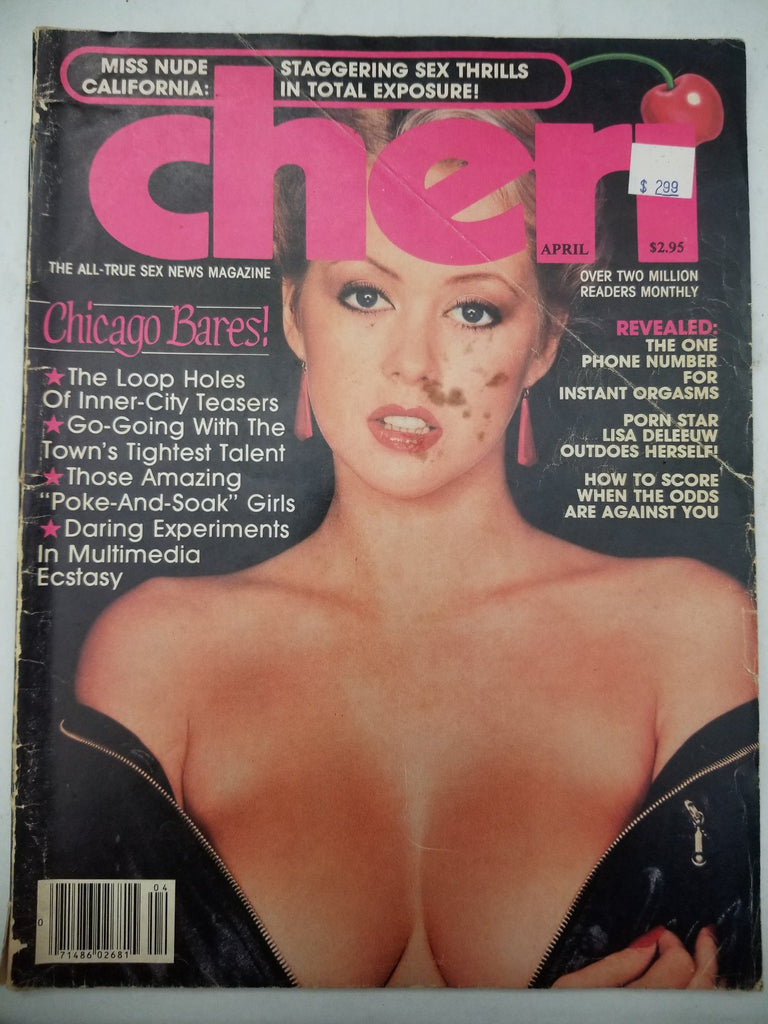 MISS NUDE
CALIFORNIA:
STAGGERING SEX THRILLS
IN TOTAL EXPOSURE!
cheri
$ 2.99
APRIL
$2.95
THE ALL-TRUE SEX NEWS MAGAZINE
OVER TWO MILLION
READERS MONTHLY
Chicago Bares!
★The Loop Holes
Of Inner-City Teasers
★Go-Going With The
Town's Tightest Talent
★Those Amazing
"Poke-And-Soak" Girls
★Daring Experiments
In Multimedia
Ecstasy
REVEALED:
THE ONE
PHONE NUMBER
FOR
INSTANT ORGASMS
PORN STAR
LISA DELEEUW
OUTDOES HERSELF!
HOW TO SCORE
WHEN THE ODDS
ARE AGAINST YOU
04
0 71486 02681